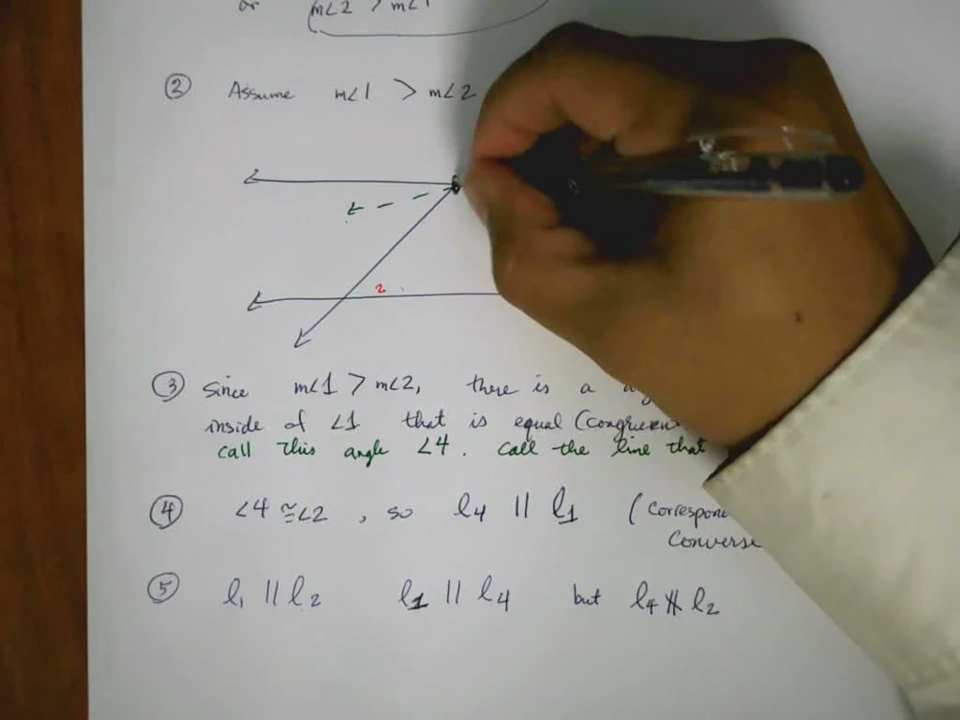 or m∠2 > m∠1
② Assume m∠1 > m∠2
2
③ Since m∠1 > m∠2, there is a
inside of ∠1 that is equal (congruen
call this angle ∠4. call the line that
④ ∠4 ≅ ∠2, so l4 || l1 (Correspon
Converse
⑤ l1 || l2 l1 || l4 but l4 ∦ l2